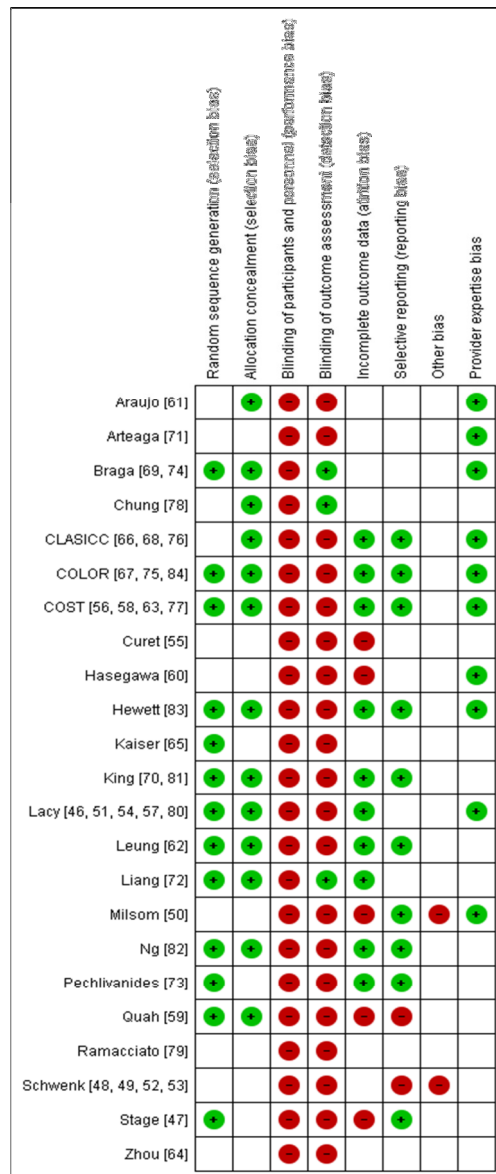 Random sequence generation (selection bias)
Allocation concealment (selection bias)
Blinding of participants and personnel (performance bias)
Blinding of outcome assessment (detection bias)
Incomplete outcome data (attrition bias)
Selective reporting (reporting bias)
Other bias
Provider expertise bias
Araujo [61]
+ - - +
Arteaga [71]
- - +
Braga [69, 74]
+ + - + +
Chung [78]
+ - +
CLASICC [66, 68, 76]
+ - - + + +
COLOR [67, 75, 84]
+ + - - + + +
COST [56, 58, 63, 77]
+ + - - + + +
Curet [55]
- - -
Hasegawa [60]
- - - +
Hewett [83]
+ + - - + + +
Kaiser [65]
+ - -
King [70, 81]
+ + - - + +
Lacy [46, 51, 54, 57, 80]
+ + - - + +
Leung [62]
+ + - - + +
Liang [72]
+ + - + +
Milsom [50]
- - - + - +
Ng [82]
+ + - - + +
Pechlivanides [73]
+ - - + +
Quah [59]
+ + - - - -
Ramacciato [79]
- -
Schwenk [48, 49, 52, 53]
- - - -
Stage [47]
+ - - - +
Zhou [64]
- -